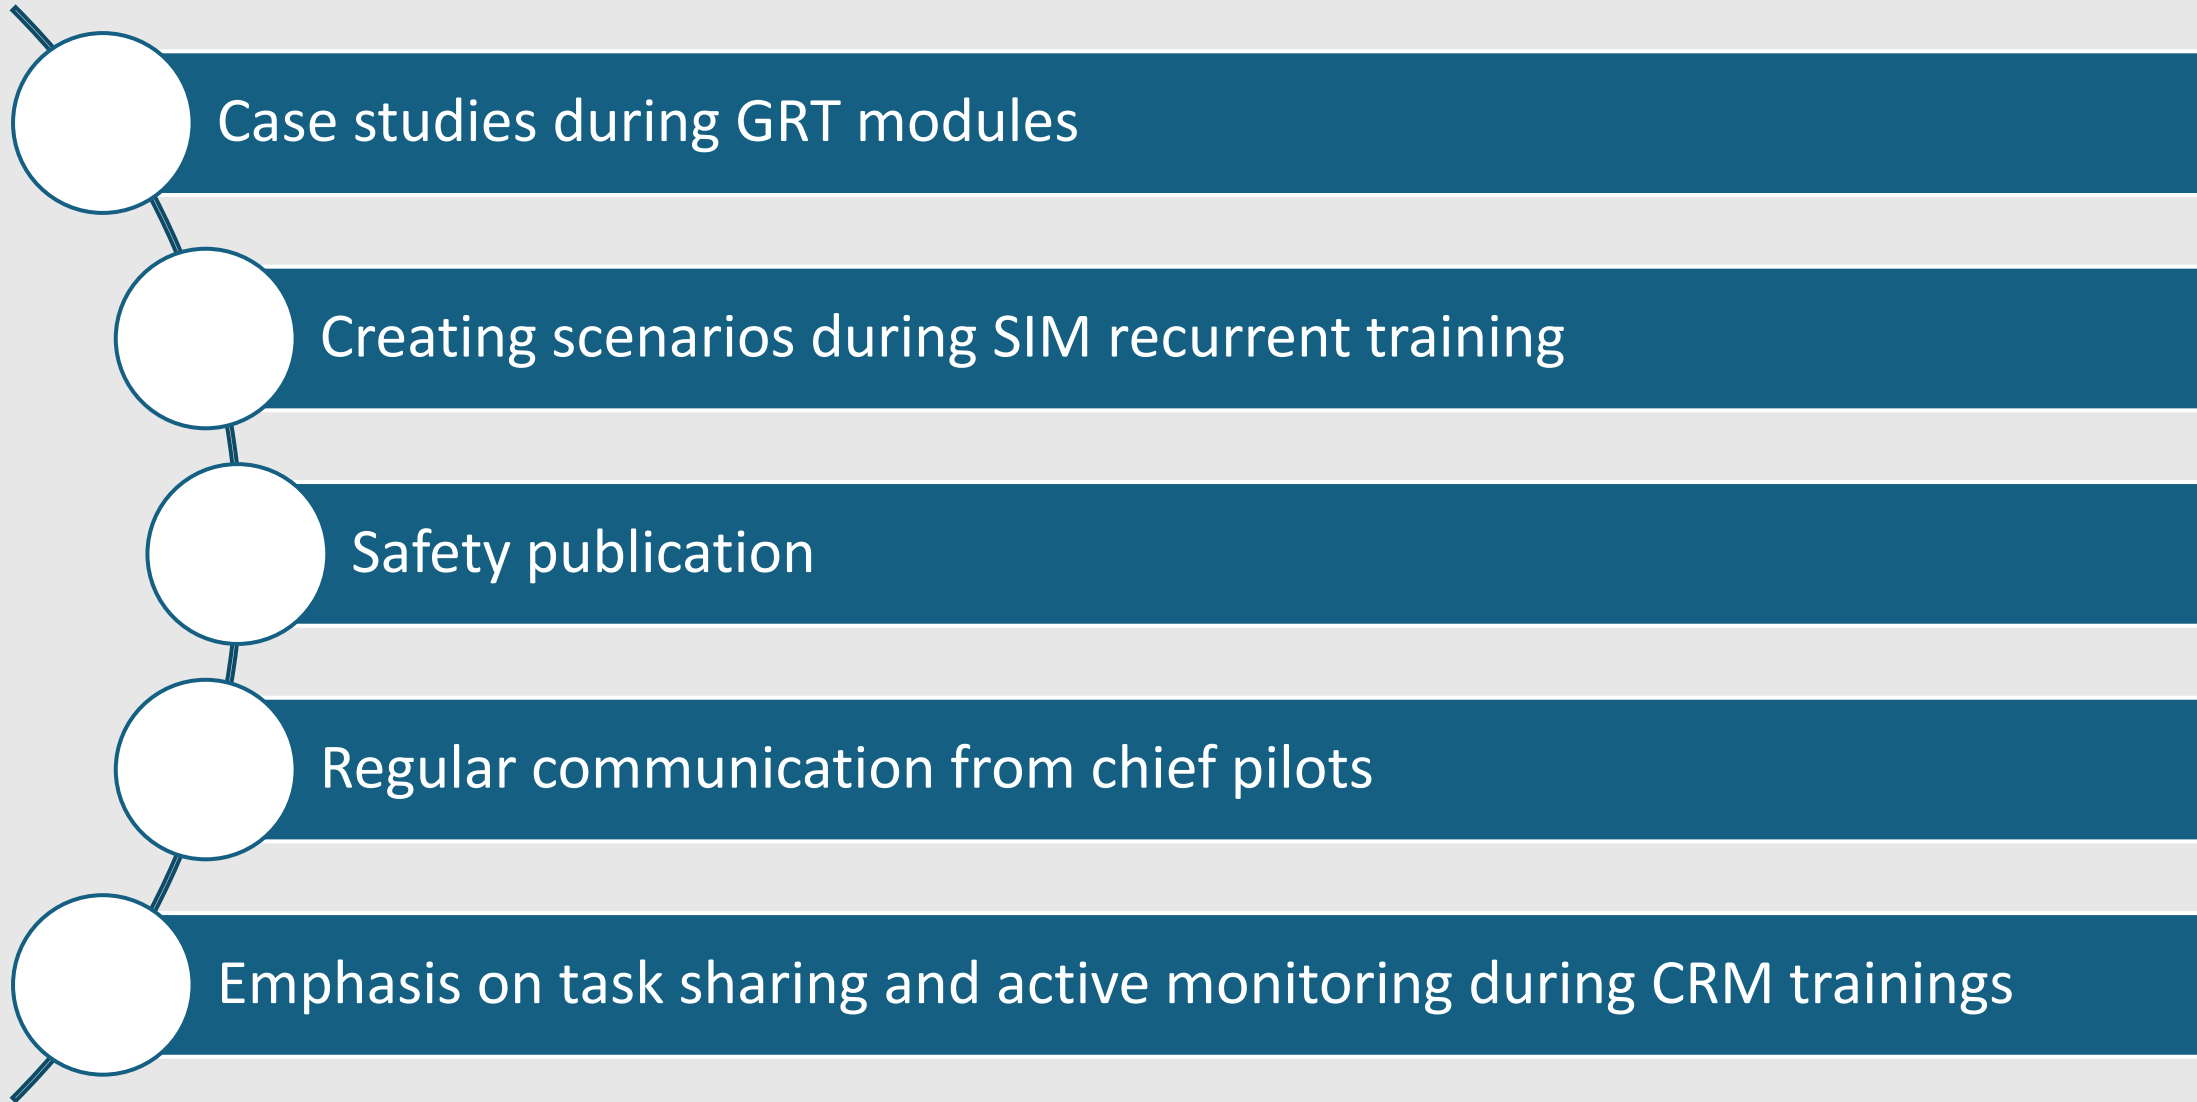 Case studies during GRT modules
Creating scenarios during SIM recurrent training
Safety publication
Regular communication from chief pilots
Emphasis on task sharing and active monitoring during CRM trainings